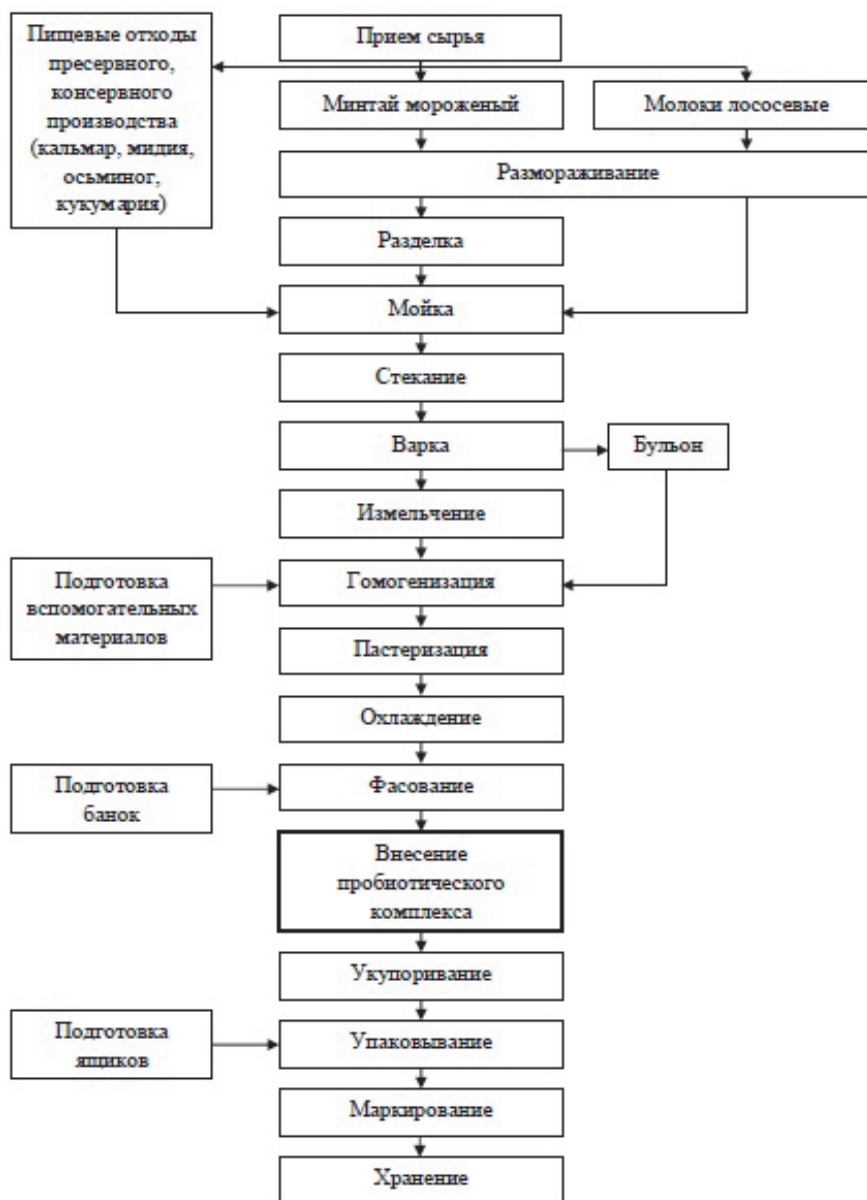 Пищевые отходы
пресервного,
консервного
производства
(кальмар, мидия,
осьминог,
кукумария)
Прием сырья
Минтай мороженый
Молоки лососевые
Размораживание
Разделка
Мойка
Стекание
Варка
Бульон
Измельчение
Подготовка
вспомогательных
материалов
Гомогенизация
Пастеризация
Охлаждение
Подготовка
банок
Фасование
Внесение
пробиотического
комплекса
Укупоривание
Подготовка
ящиков
Упаковывание
Маркирование
Хранение